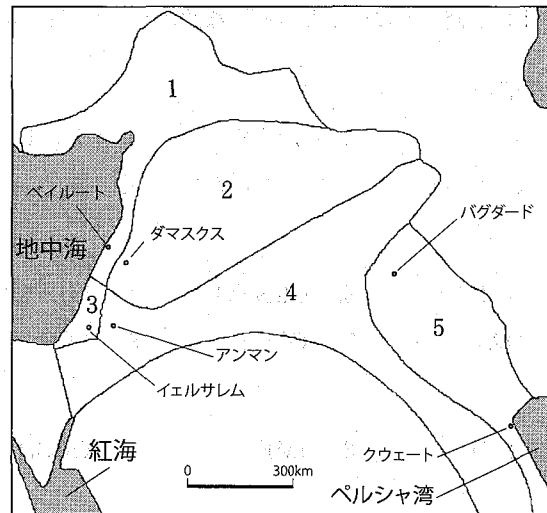 1
2
ベイルート
ダマスクス
バグダード
地中海
3
4
5
アンマン
イェルサレム
クウェート
紅海
0 300km
ペルシャ湾